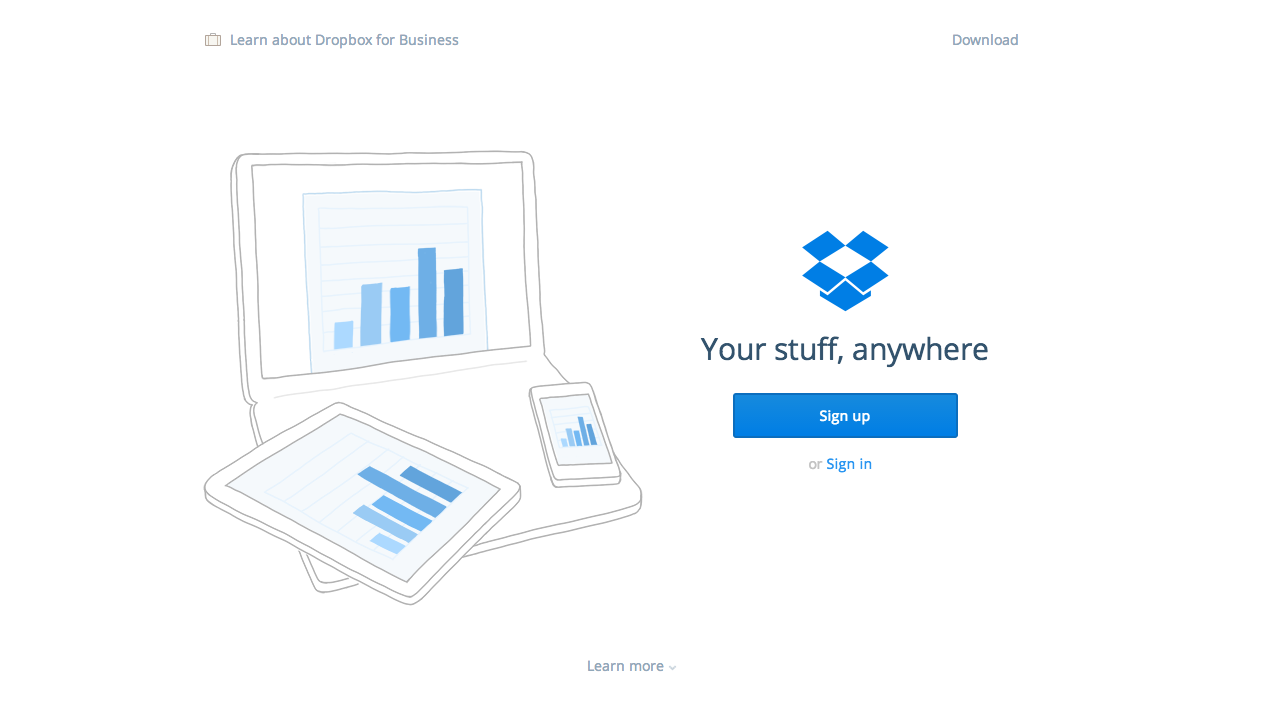 Learn about Dropbox for Business
Download
Your stuff, anywhere
Sign up
or Sign in
Learn more